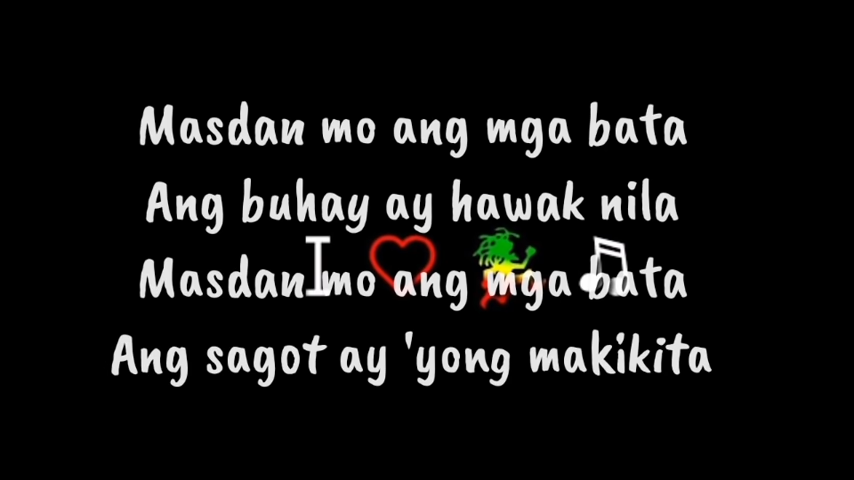 Masdan mo ang mga bata
Ang buhay ay hawak nila
I
Masdan mo ang mga bata
Ang sagot ay 'yong makikita